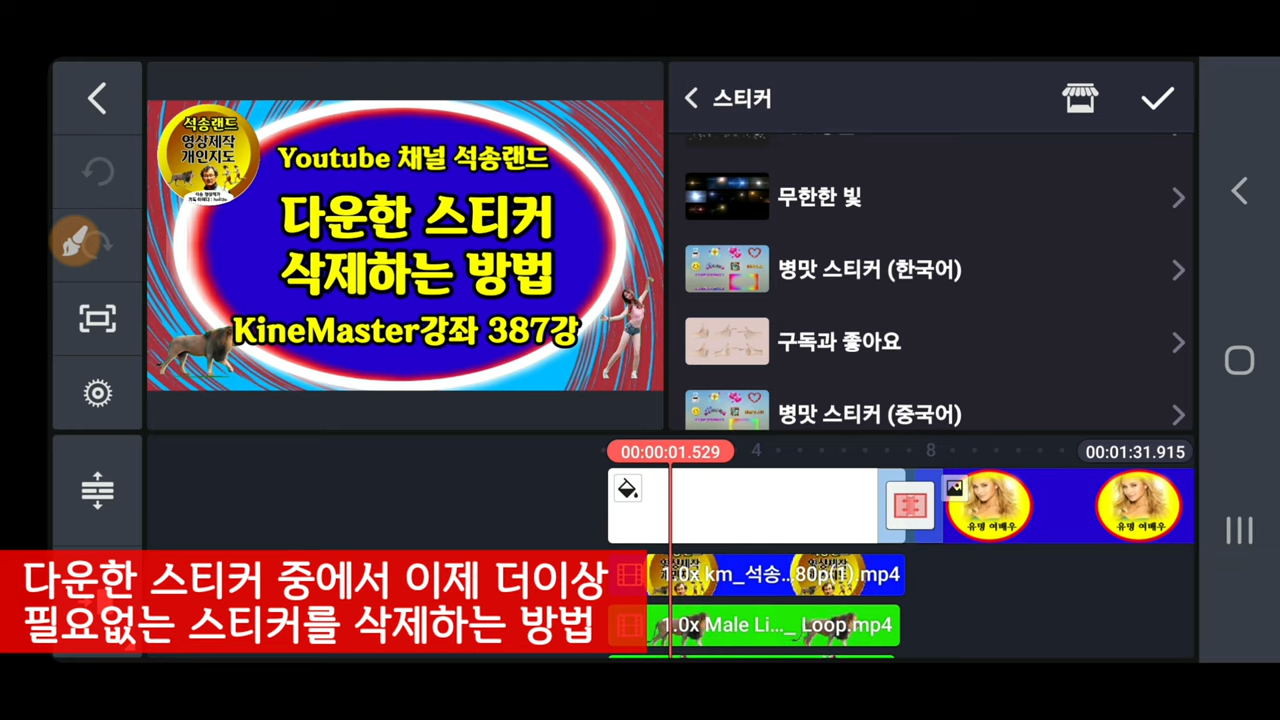 스티커
석송랜드
영상제작
개인지도
Youtube 채널 석송랜드
다운한 스티커
삭제하는 방법
KineMaster강좌 387강
무한한 빛
병맛 스티커 (한국어)
구독과 좋아요
병맛 스티커 (중국어)
00:00:01.529
4
8
00:01:31.915
유명 여배우
유명 여배우
1.0x km_석송...80p(1).mp4
1.0x Male Li..._ Loop.mp4
다운한 스티커 중에서 이제 더이상
필요없는 스티커를 삭제하는 방법